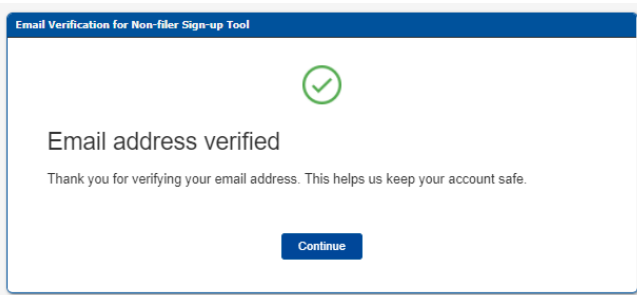 Email Verification for Non-filer Sign-up Tool
Email address verified
Thank you for verifying your email address. This helps us keep your account safe.
Continue